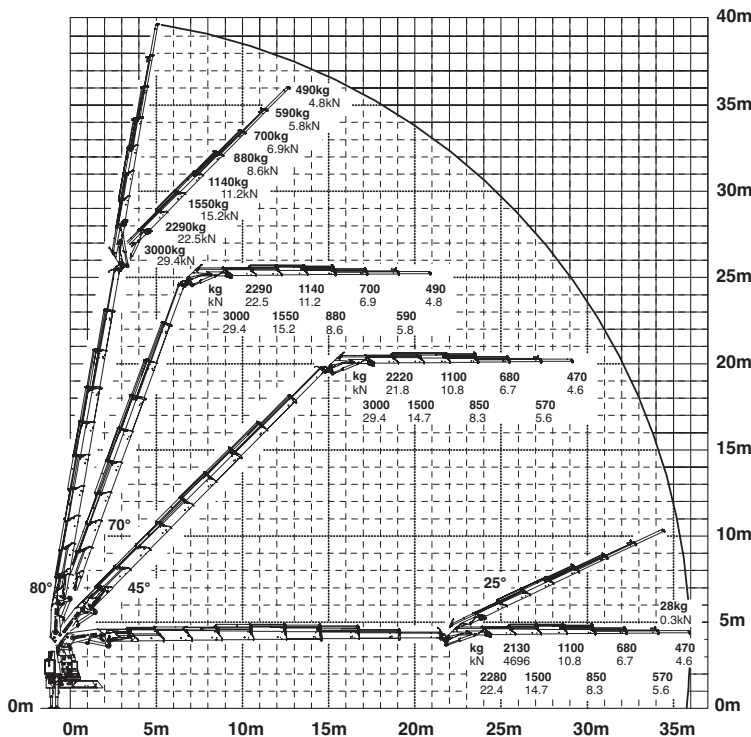 40m
35m
490kg
4.8kN
590kg
5.8kN
700kg
6.9kN
880kg
8.6kN
30m
1140kg
11.2kN
1550kg
15.2kN
2290kg
22.5kN
3000kg
29.4kN
25m
kg 2290 1140 700 490
kN 22.5 11.2 6.9 4.8
3000 1550 880 590
29.4 15.2 8.6 5.8
20m
kg 2220 1100 680 470
kN 21.8 10.8 6.7 4.6
3000 1500 850 570
29.4 14.7 8.3 5.6
15m
70°
10m
80°
45°
25°
28kg
0.3kN
5m
kg 2130 1100 680 470
kN 4696 10.8 6.7 4.6
2280 1500 850 570
22.4 14.7 8.3 5.6
0m 0m
0m 5m 10m 15m 20m 25m 30m 35m